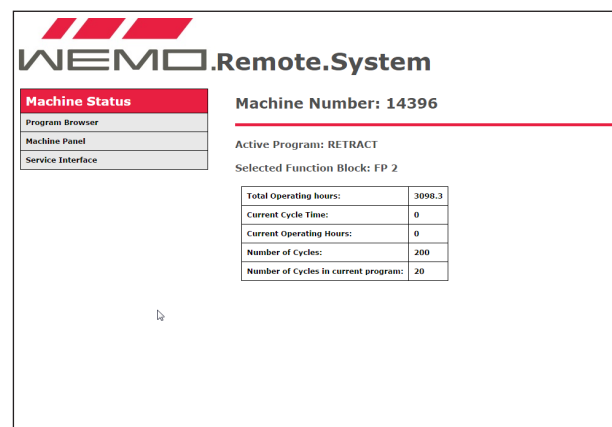 WEMO.Remote.System
Machine Status
Program Browser
Machine Panel
Service Interface
Machine Number: 14396
Active Program: RETRACT
Selected Function Block: FP 2
Total Operating hours: 3098.3
Current Cycle Time: 0
Current Operating Hours: 0
Number of Cycles: 200
Number of Cycles in current program: 20